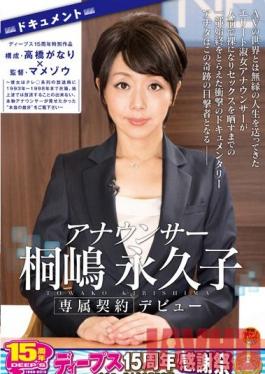 ドキュメント
ディープス15周年特別作品
構成・高橋がなり
×
監督・マメゾウ
AVの世界とは無縁の人生を送ってきた
エリート淑女アナウンサーが
人前で裸になりセックスを晒すまでの
一部始終をとらえた衝撃のドキュメンタリー
アナタはこの奇跡の目撃者となる――
アナウンサー
桐嶋 永久子
TOWAKO KIRISHIMA
専属契約 デビュー
15周年
DEEP'S
ディープス
15周年感謝祭